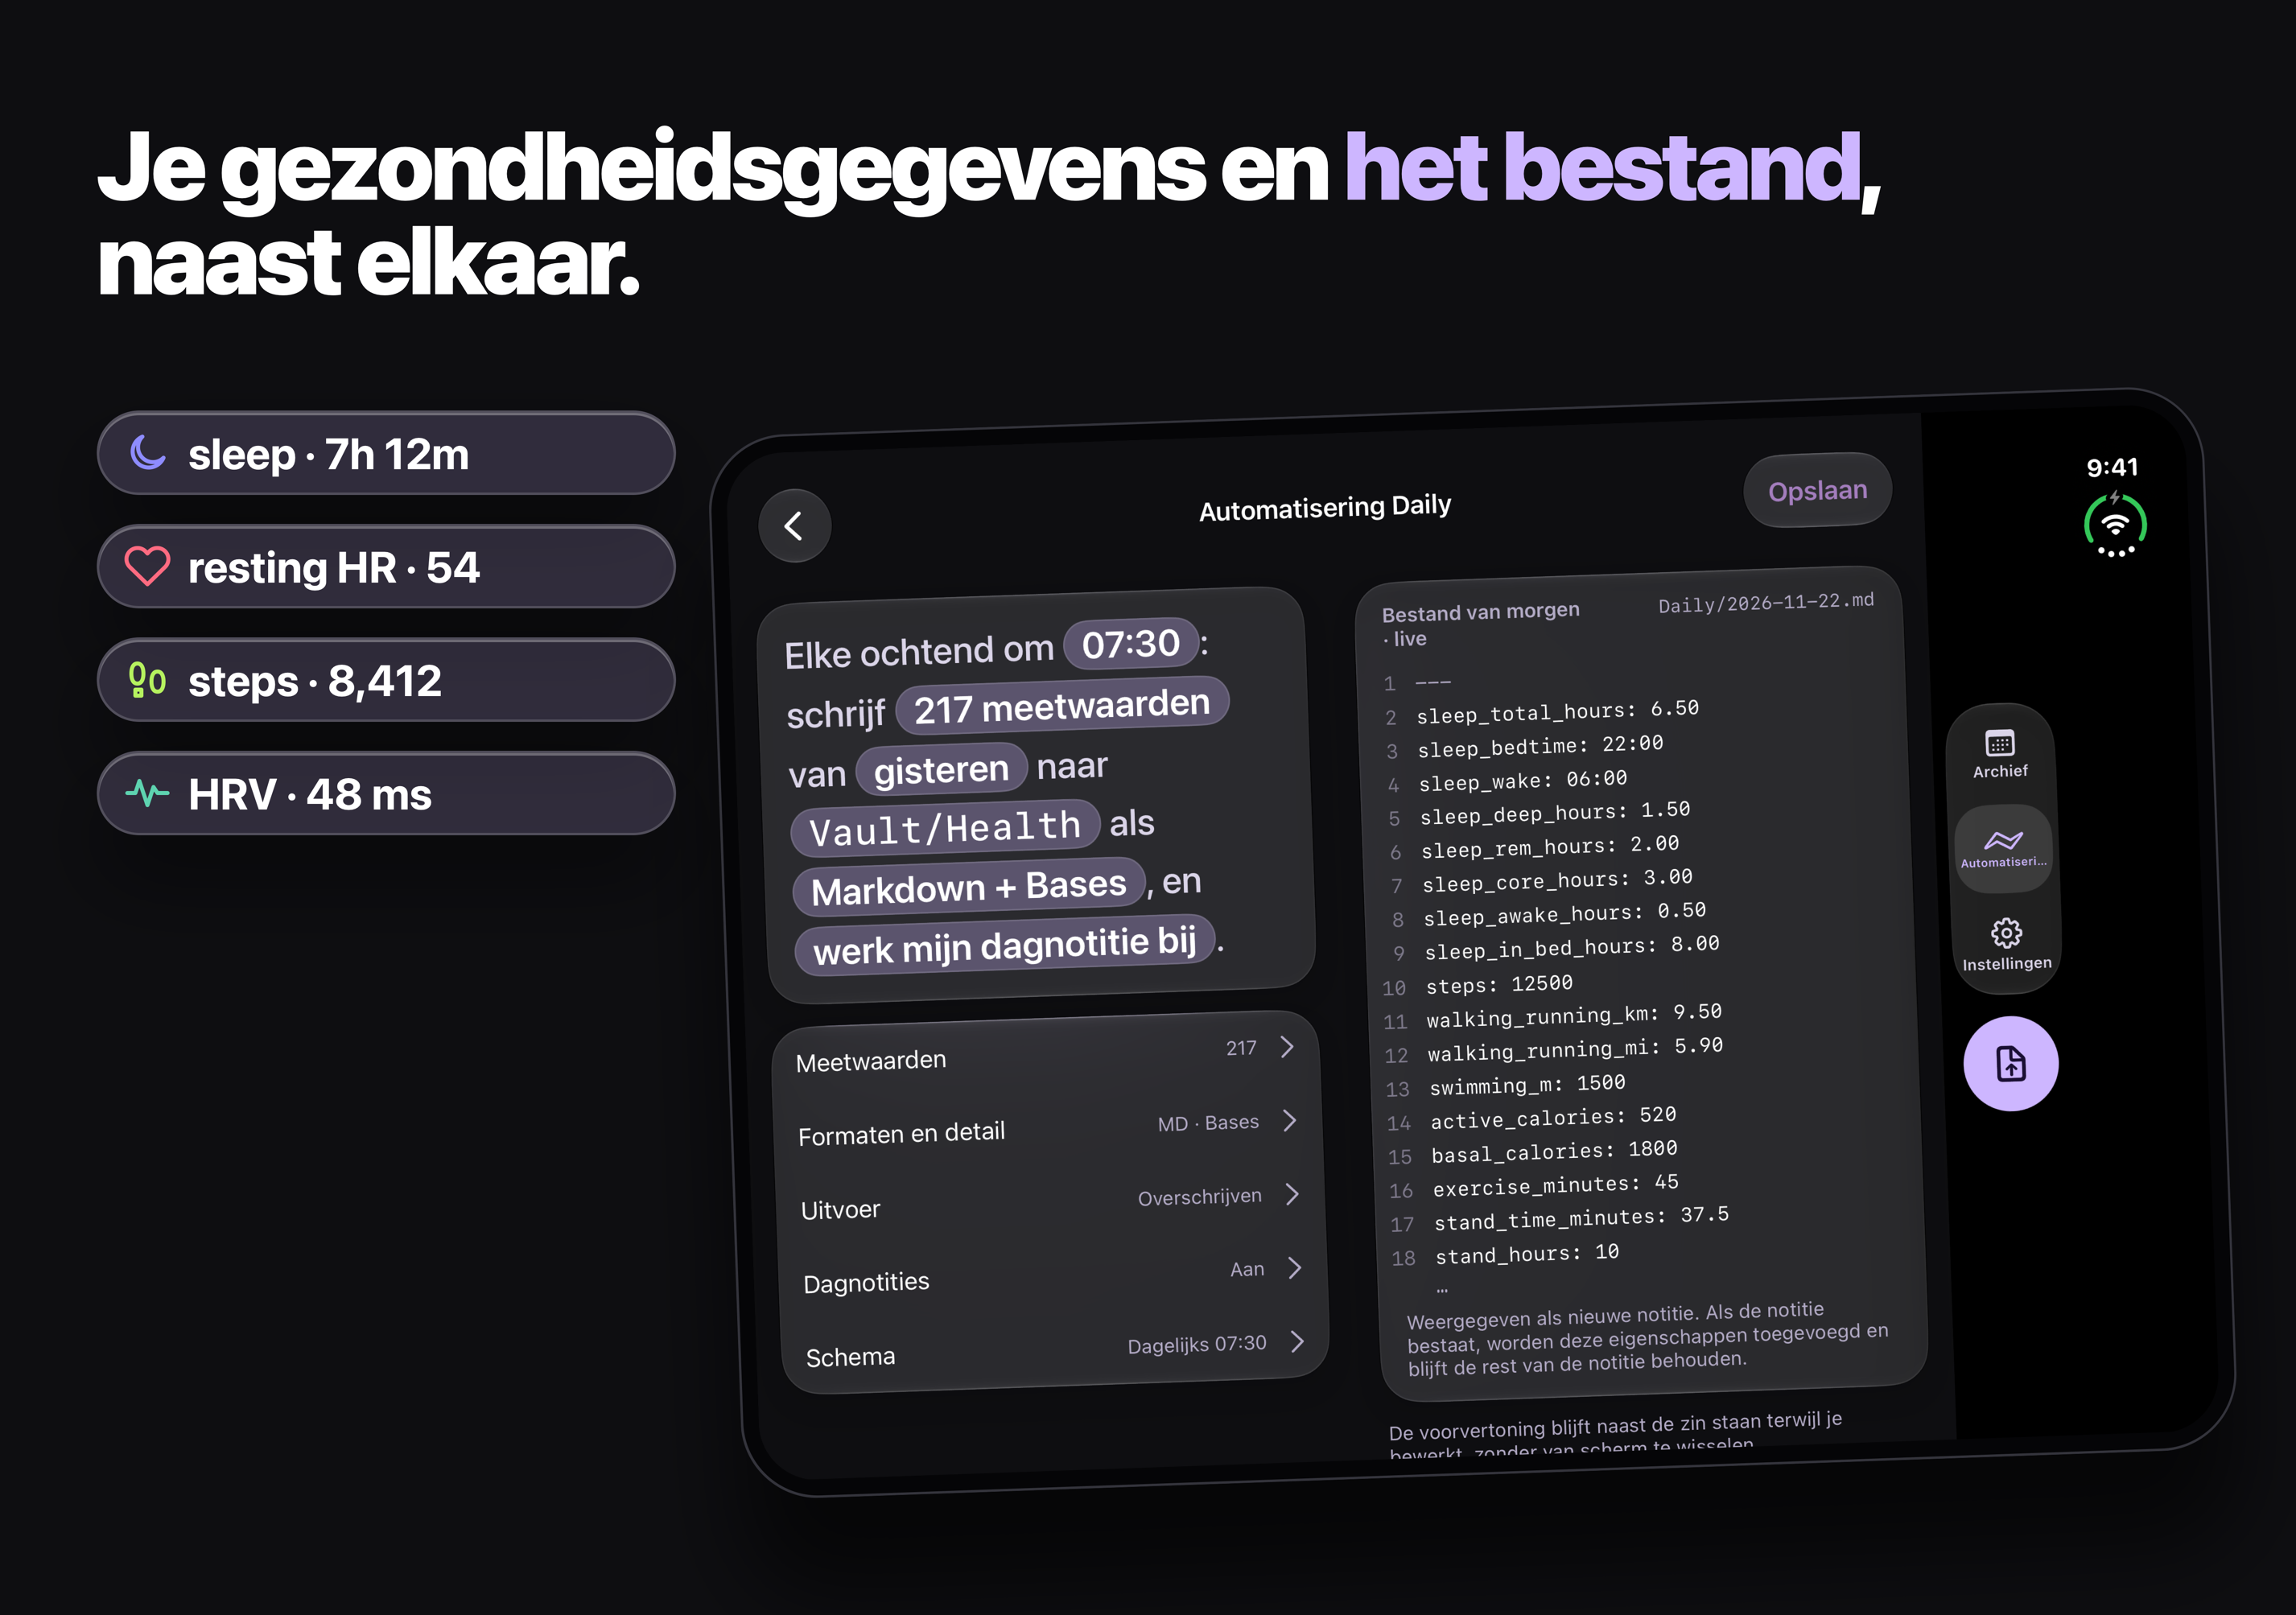 Je gezondheidsgegevens en het bestand,
naast elkaar.
sleep · 7h 12m
resting HR · 54
steps · 8,412
HRV · 48 ms
Automatisering Daily
Opslaan
9:41
Elke ochtend om 07:30:
schrijf 217 meetwaarden
van gisteren naar
Vault/Health als
Markdown + Bases, en
werk mijn dagnotitie bij.
Meetwaarden 217
Formaten en detail MD · Bases
Uitvoer Overschrijven
Dagnotities Aan
Schema Dagelijks 07:30
Bestand van morgen
· live
Daily/2026-11-22.md
1 ---
2 sleep_total_hours: 6.50
3 sleep_bedtime: 22:00
4 sleep_wake: 06:00
5 sleep_deep_hours: 1.50
6 sleep_rem_hours: 2.00
7 sleep_core_hours: 3.00
8 sleep_awake_hours: 0.50
9 sleep_in_bed_hours: 8.00
10 steps: 12500
11 walking_running_km: 9.50
12 walking_running_mi: 5.90
13 swimming_m: 1500
14 active_calories: 520
15 basal_calories: 1800
16 exercise_minutes: 45
17 stand_time_minutes: 37.5
18 stand_hours: 10
…
Weergegeven als nieuwe notitie. Als de notitie
bestaat, worden deze eigenschappen toegevoegd en
blijft de rest van de notitie behouden.
De voorvertoning blijft naast de zin staan terwijl je
bewerkt, zonder van scherm te wisselen.
Archief
Automatiseri...
Instellingen